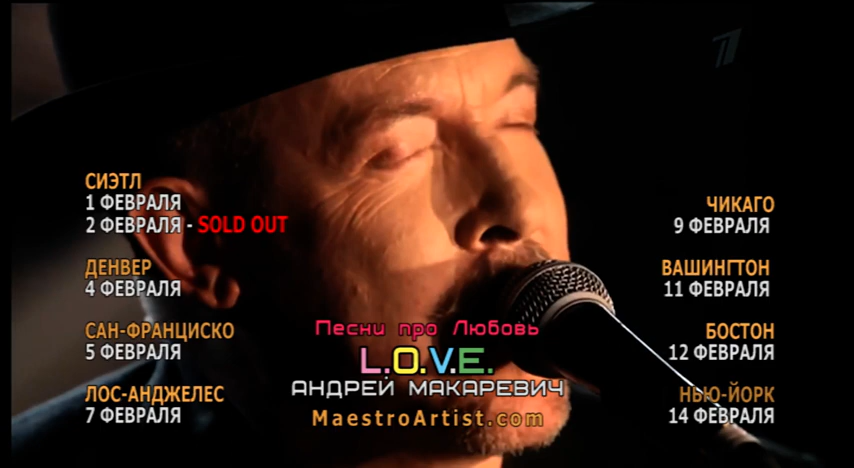 СИЭТЛ
1 ФЕВРАЛЯ
2 ФЕВРАЛЯ - SOLD OUT
ДЕНВЕР
4 ФЕВРАЛЯ
САН-ФРАНЦИСКО
5 ФЕВРАЛЯ
ЛОС-АНДЖЕЛЕС
7 ФЕВРАЛЯ
Песни про Любовь
L.O.V.E.
АНДРЕЙ МАКАРЕВИЧ
MaestroArtist.com
ЧИКАГО
9 ФЕВРАЛЯ
ВАШИНГТОН
11 ФЕВРАЛЯ
БОСТОН
12 ФЕВРАЛЯ
НЬЮ-ЙОРК
14 ФЕВРАЛЯ
1